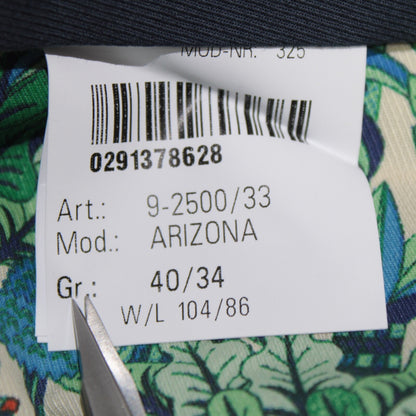 MOD-NR. 325
0291378628
Art.: 9-2500/33
Mod.: ARIZONA
Gr.: 40/34
W/L 104/86